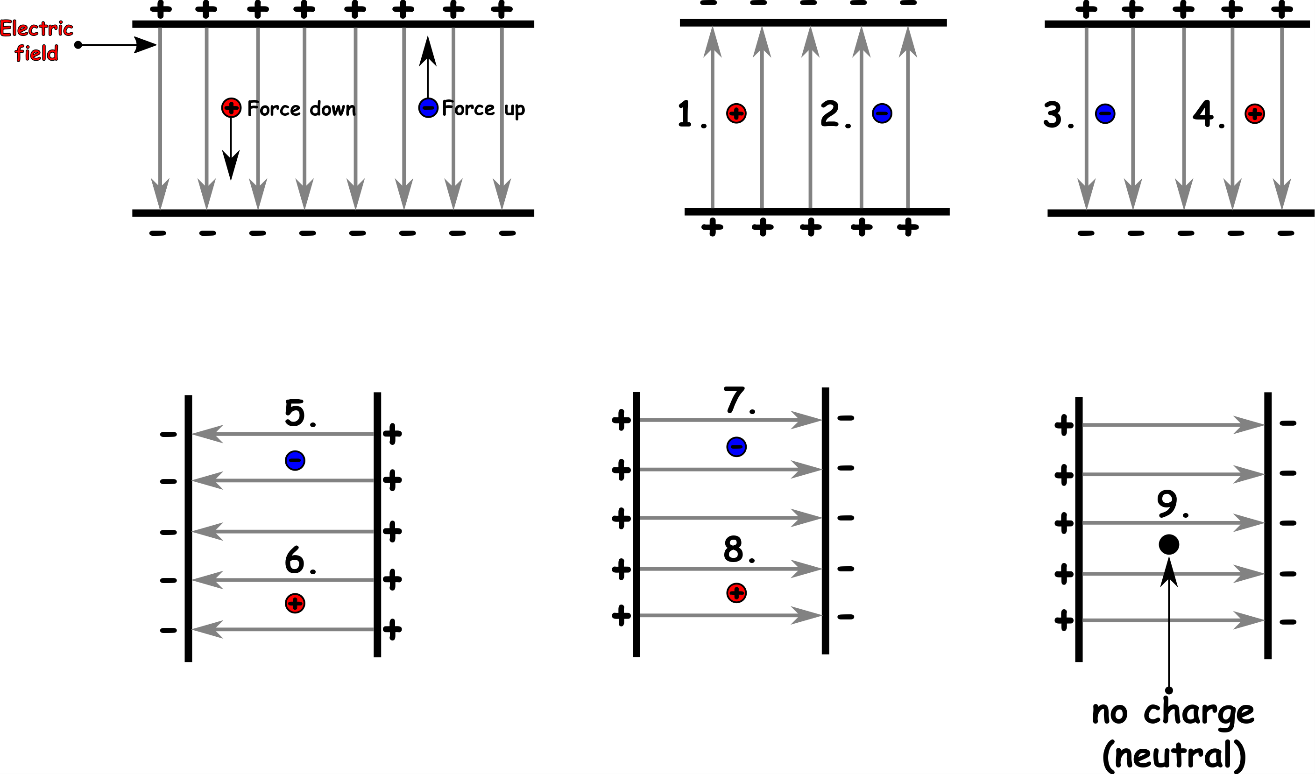 + + + + + + + +
Electric
field
+ Force down
- Force up
- - - - - - - -
- - - - -
1. +
2. -
+ + + + +
+ + + + +
3. -
4. +
- - - - -
5.
- +
-
- +
- +
6.
- +
+
- +
7.
+ -
-
+ -
+ -
8.
+ -
+
+ -
+ -
+ -
9.
+ -
+ -
+ -
no charge
(neutral)